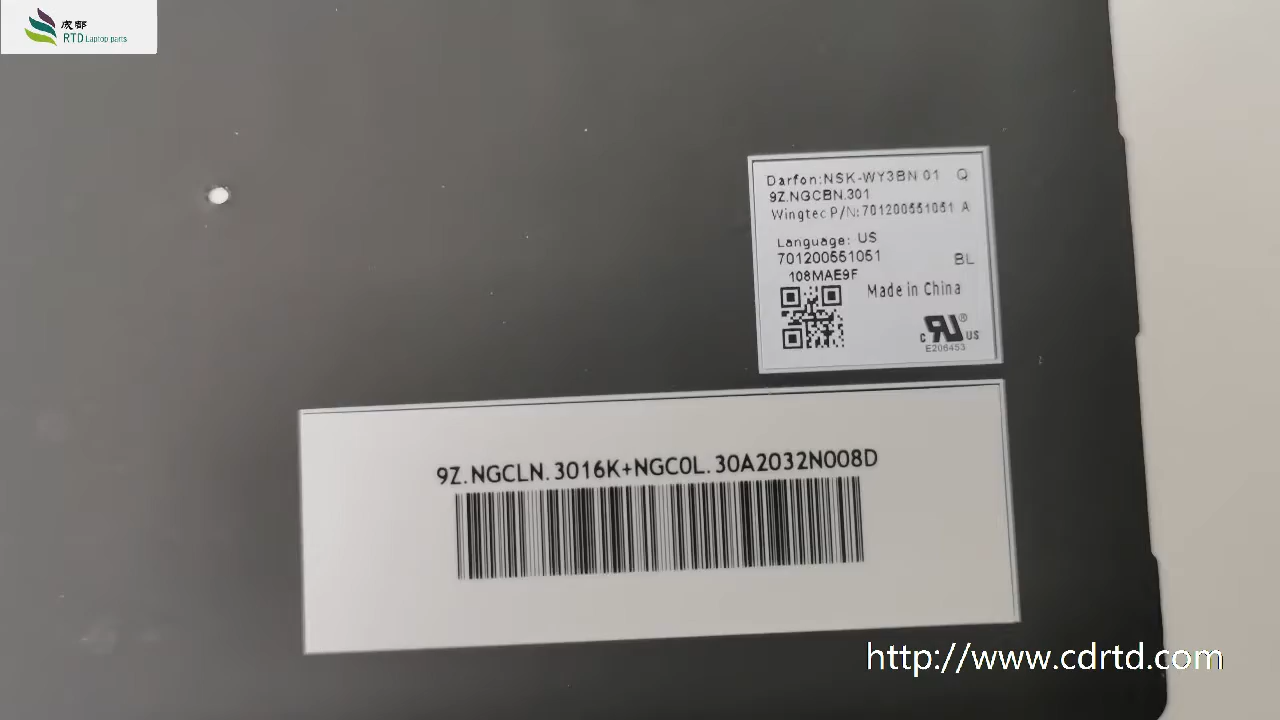 成都
RTD Laptop parts
Darfon:NSK-WY3BN 01 Q
9Z.NGCBN.301
Wingtec P/N:701200551051 A
Language: US
701200551051 BL
108MAE9F
Made in China
C US ®
E206453
9Z.NGCLN.3016K+NGC0L.30A2032N008D
http://www.cdrtd.com